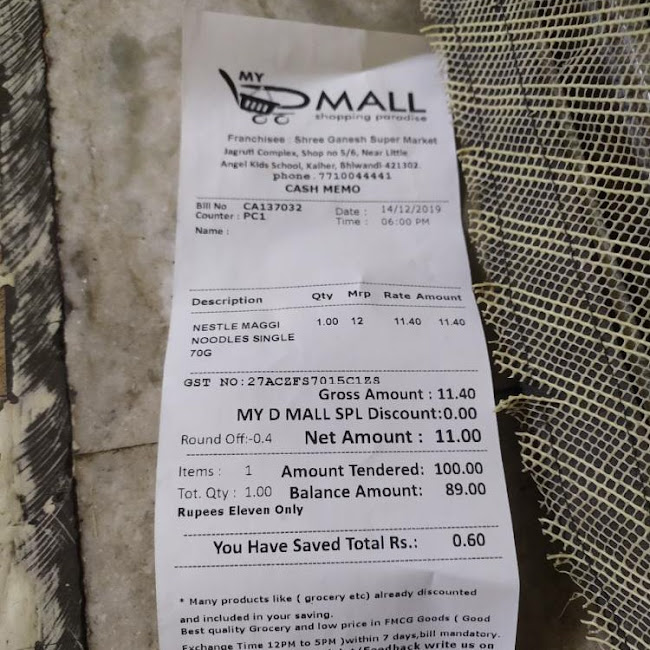 MY
D MALL
shopping paradise
Franchises : Shree Ganesh Super Market
Jagruti Complex, Shop no 5/6, Near Little
Angel Kids School, Kalher, Bhiwandi-421302.
phone.7710044441
CASH MEMO
Bill No CA137032 Date : 14/12/2019
Counter : PC1 Time : 06:00 PM
Name :
Description Qty Mrp Rate Amount
NESTLE MAGGI 1.00 12 11.40 11.40
NOODLES SINGLE
70G
GST NO:27ACZFS7015C1ZS
Gross Amount : 11.40
MY D MALL SPL Discount:0.00
Round Off:-0.4 Net Amount : 11.00
Items : 1 Amount Tendered: 100.00
Tot. Qty : 1.00 Balance Amount: 89.00
Rupees Eleven Only
You Have Saved Total Rs.: 0.60
* Many products like ( grocery etc) already discounted
and included in your saving.
Best quality Grocery and low price in FMCG Goods ( Good
Exchange Time 12PM to 5PM )within 7 days,bill mandatory.
/Feedback write us on